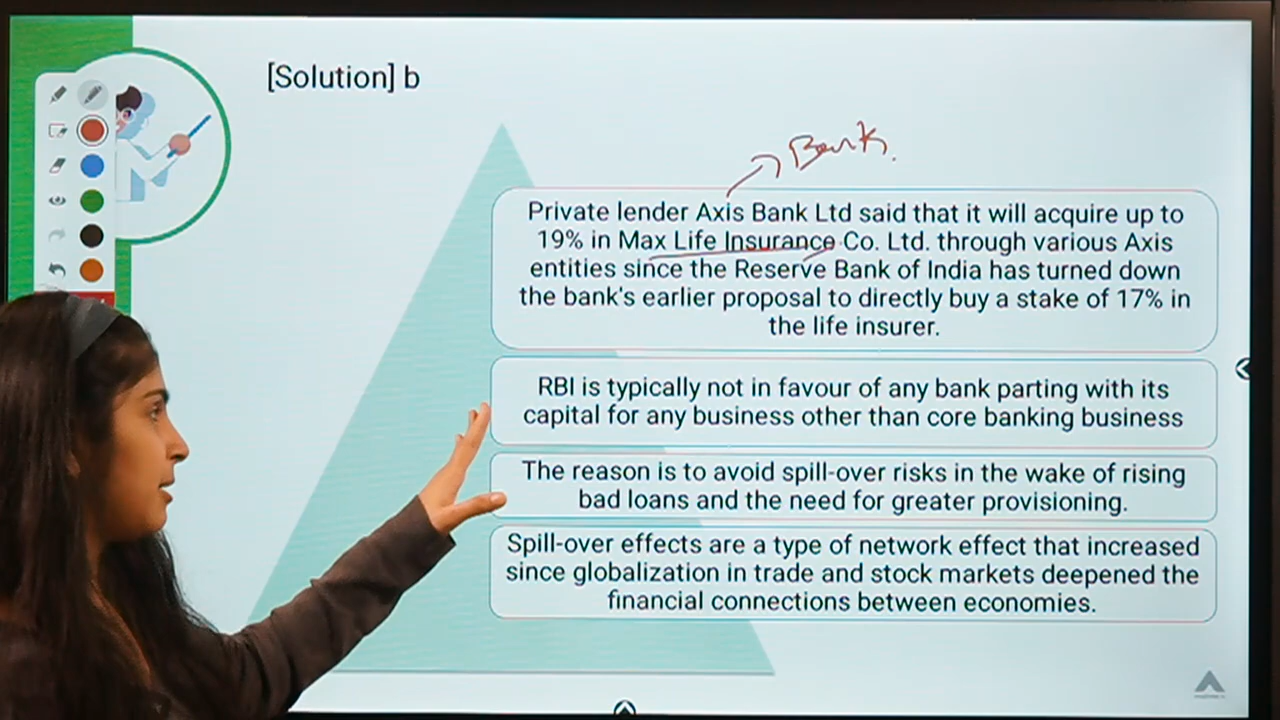 [Solution] b
Bank.
Private lender Axis Bank Ltd said that it will acquire up to
19% in Max Life Insurance Co. Ltd. through various Axis
entities since the Reserve Bank of India has turned down
the bank's earlier proposal to directly buy a stake of 17% in
the life insurer.
RBI is typically not in favour of any bank parting with its
capital for any business other than core banking business
The reason is to avoid spill-over risks in the wake of rising
bad loans and the need for greater provisioning.
Spill-over effects are a type of network effect that increased
since globalization in trade and stock markets deepened the
financial connections between economies.